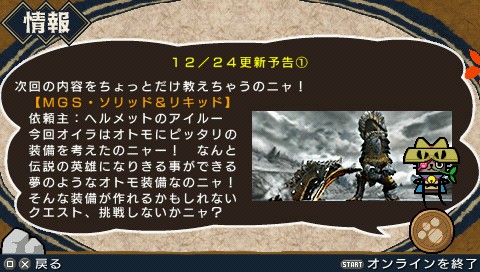 情報
12/24更新予告①
次回の内容をちょっとだけ教えちゃうのニャ!
【MGS・ソリッド&リキッド】
依頼主:ヘルメットのアイルー
今回オイラはオトモにピッタリの
装備を考えたのニャー! なんと
伝説の英雄になりきる事ができる
夢のようなオトモ装備なのニャ!
そんな装備が作れるかもしれない
クエスト、挑戦しないかニャ?
□⊗戻る
START オンラインを終了